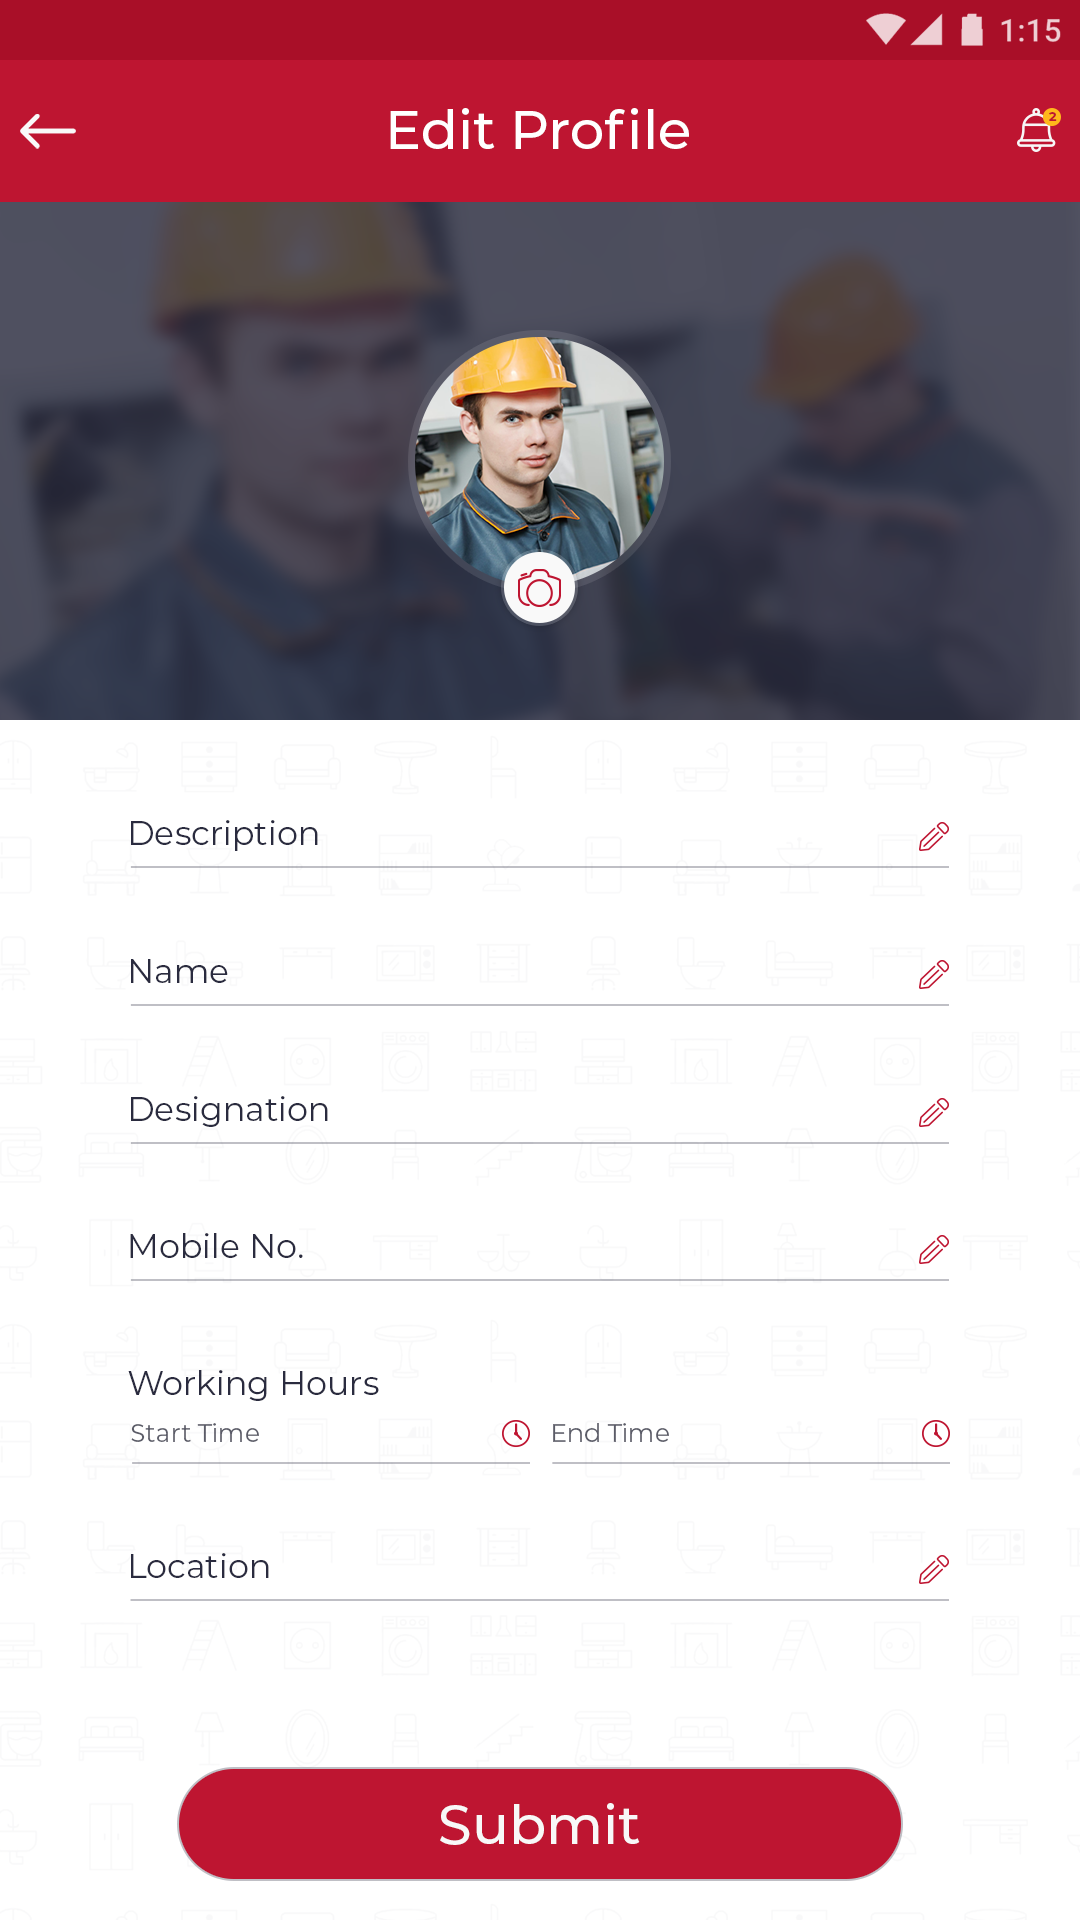 1:15
Edit Profile
2
Description
Name
Designation
Mobile No.
Working Hours
Start Time
End Time
Location
Submit